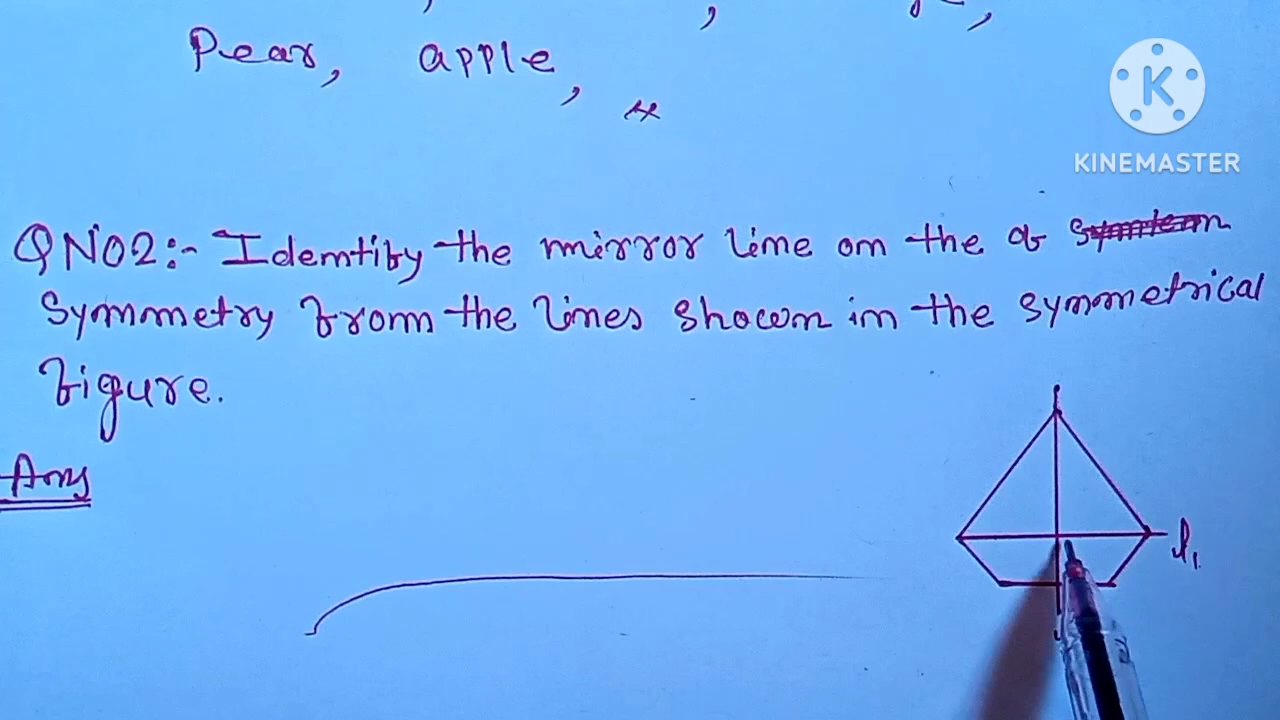 Pear, apple,
K
KINEMASTER
Q NO2:- Identify the mirror line on the of
symmetry from the lines shown in the symmetrical
figure.
Ans
l₁